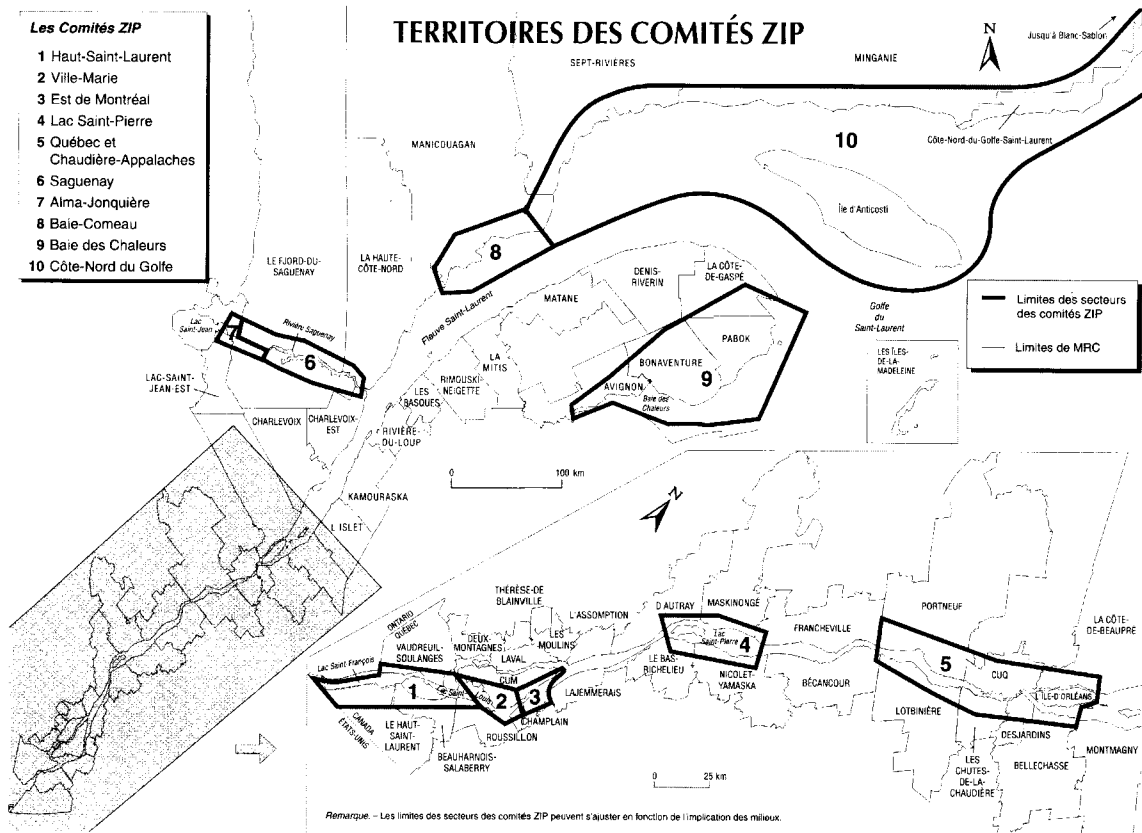 TERRITOIRES DES COMITÉS ZIP
Les Comités ZIP
1 Haut-Saint-Laurent
2 Ville-Marie
3 Est de Montréal
4 Lac Saint-Pierre
5 Québec et
Chaudière-Appalaches
6 Saguenay
7 Alma-Jonquière
8 Baie-Comeau
9 Baie des Chaleurs
10 Côte-Nord du Golfe
N
Jusqu'à Blanc-Sablon
SEPT-RIVIÈRES
MINGANIE
MANICOUAGAN
10
Côte-Nord-du-Golfe-Saint-Laurent
Île d'Anticosti
8
LE FJORD-DU-
SAGUENAY
LA HAUTE-
CÔTE-NORD
DENIS-
RIVERIN
LA CÔTE-
DE-GASPÉ
MATANE
Fleuve Saint-Laurent
Golfe
du
Saint-Laurent
Limites des secteurs
des comités ZIP
Limites de MRC
Lac
Saint-Jean
7
Rivière Saguenay
6
PABOK
BONAVENTURE
9
AVIGNON
Baie des
Chaleurs
LES ÎLES-
DE-LA-
MADELEINE
LA
MITIS
RIMOUSKI-
NEIGETTE
LES
BASQUES
LAC-SAINT-
JEAN-EST
CHARLEVOIX
CHARLEVOIX-
EST
RIVIÈRE-
DU-LOUP
0
100 km
KAMOURASKA
L'ISLET
N
THÉRÈSE-DE-
BLAINVILLE
L'ASSOMPTION
D'AUTRAY
MASKINONGÉ
PORTNEUF
LA CÔTE-
DE-BEAUPRE
ONTARIO
QUÉBEC
DEUX-
MONTAGNES
LES
MOULINS
FRANCHEVILLE
VAUDREUIL-
SOULANGES
LAVAL
Lac
Saint-Pierre
4
5
CUQ
L'ÎLE-D'ORLÉANS
Lac Saint-François
CUM
LE BAS-
RICHELIEU
NICOLET-
YAMASKA
BÉCANCOUR
1
Lac Saint-Louis
2
3
LAJEMMERAIS
CHAMPLAIN
LOTBINIÈRE
CANADA
ÉTATS-UNIS
LE HAUT-
SAINT-
LAURENT
ROUSSILLON
BEAUHARNOIS-
SALABERRY
DESJARDINS
LES
CHUTES-
DE-LA-
CHAUDIÈRE
BELLECHASSE
MONTMAGNY
0
25 km
Remarque. – Les limites des secteurs des comités ZIP peuvent s'ajuster en fonction de l'implication des milieux.